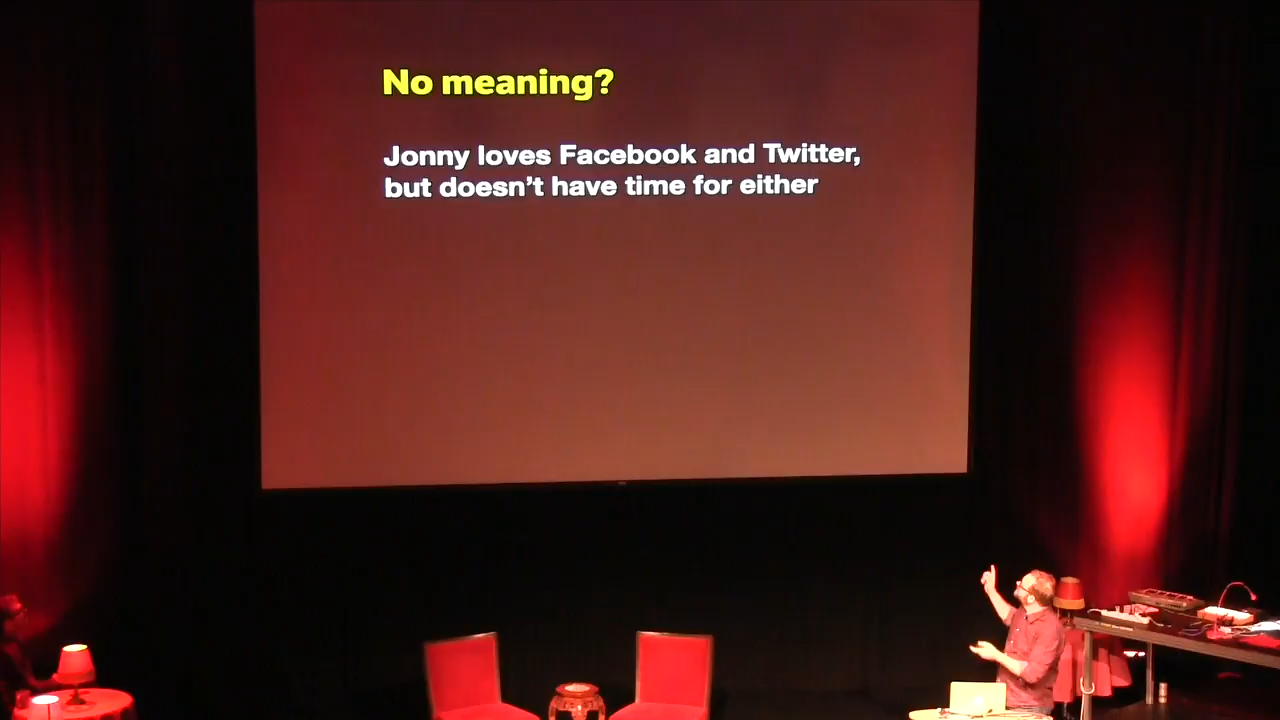 No meaning?
Jonny loves Facebook and Twitter,
but doesn't have time for either